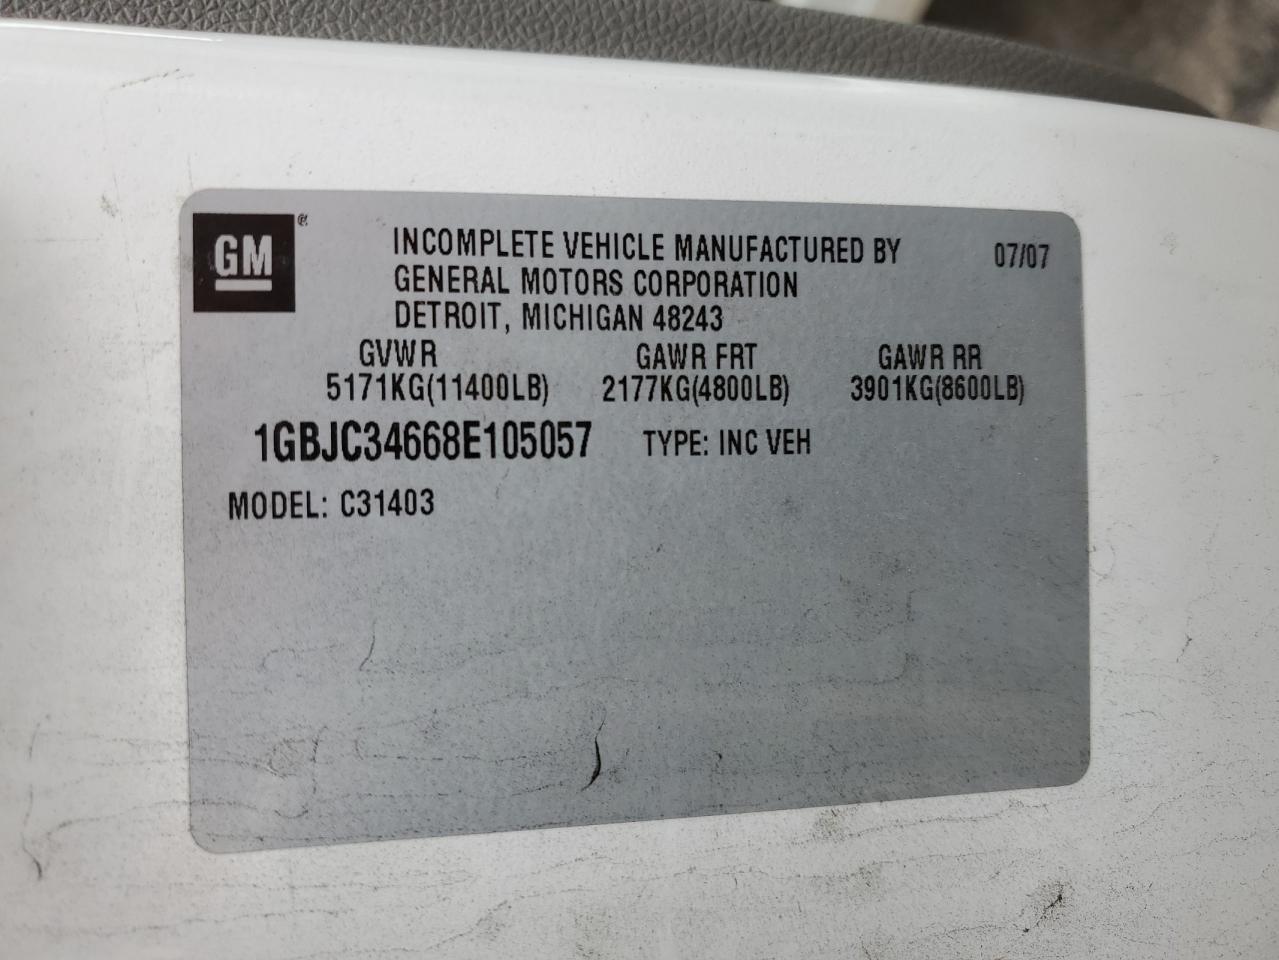 GM®
INCOMPLETE VEHICLE MANUFACTURED BY 07/07
GENERAL MOTORS CORPORATION
DETROIT, MICHIGAN 48243
GVWR GAWR FRT GAWR RR
5171KG(11400LB) 2177KG(4800LB) 3901KG(8600LB)
1GBJC34668E105057 TYPE: INC VEH
MODEL: C31403